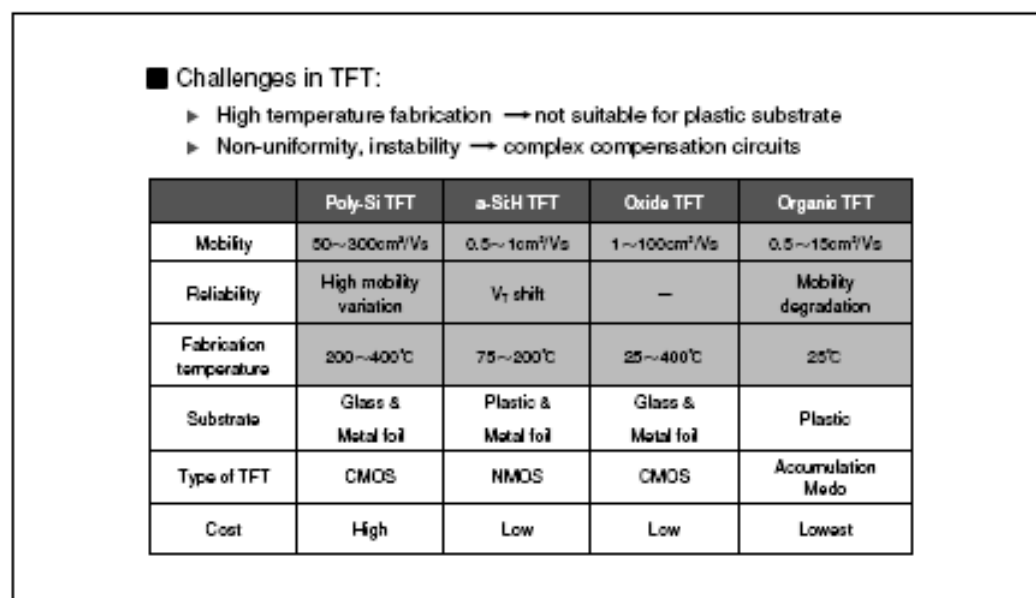 ■ Challenges in TFT:
▶ High temperature fabrication → not suitable for plastic substrate
▶ Non-uniformity, instability → complex compensation circuits
Poly-Si TFT a-Si:H TFT Oxide TFT Organic TFT
Mobility 50~300cm²/Vs 0.5~1cm²/Vs 1~100cm²/Vs 0.5~15cm²/Vs
Reliability High mobility variation V_T shift — Mobility degradation
Fabrication temperature 200~400℃ 75~200℃ 25~400℃ 25℃
Substrate Glass & Metal foil Plastic & Metal foil Glass & Metal foil Plastic
Type of TFT CMOS NMOS CMOS Accumulation Medo
Cost High Low Low Lowest